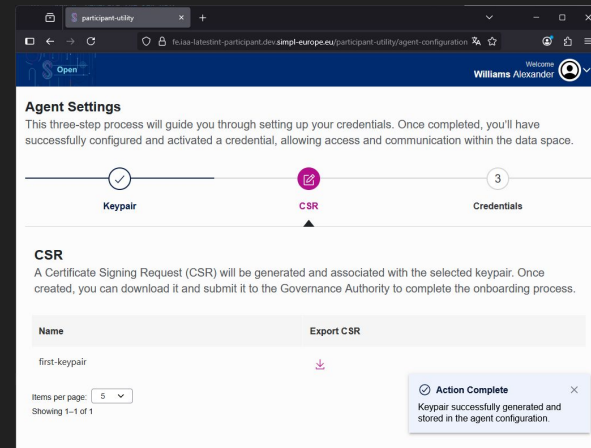 participant-utility
fe.iaa-latestint-participant.dev.simpl-europe.eu/participant-utility/agent-configuration
Open
Welcome
Williams Alexander
Agent Settings
This three-step process will guide you through setting up your credentials. Once completed, you'll have
successfully configured and activated a credential, allowing access and communication within the data space.
3
Keypair
CSR
Credentials
CSR
A Certificate Signing Request (CSR) will be generated and associated with the selected keypair. Once
created, you can download it and submit it to the Governance Authority to complete the onboarding process.
Name
Export CSR
first-keypair
Items per page: 5
Showing 1–1 of 1
Action Complete
Keypair successfully generated and
stored in the agent configuration.